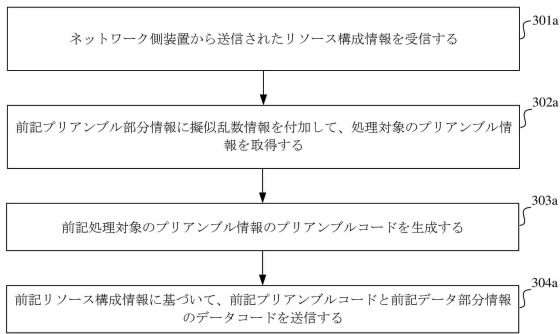 ネットワーク側装置から送信されたリソース構成情報を受信する
301a
前記プリアンブル部分情報に擬似乱数情報を付加して、処理対象のプリアンブル情
報を取得する
302a
前記処理対象のプリアンブル情報のプリアンブルコードを生成する
303a
前記リソース構成情報に基づいて、前記プリアンブルコードと前記データ部分情報
のデータコードを送信する
304a